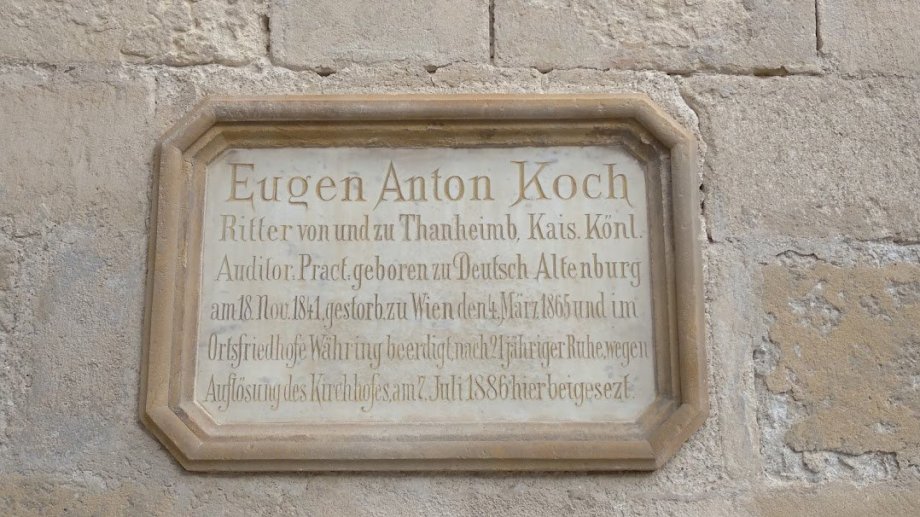 Eugen Anton Koch
Ritter von und zu Thanheimb, Kais. Könl.
Auditor. Pract. geboren zu Deutsch Altenburg
am 18. Nov. 1841, gestorb. zu Wien den 4. März 1865 und im
Ortsfriedhofe Währing beerdigt, nach 21 jähriger Ruhe, wegen
Auflösung des Kirchhofes, am 7. Juli 1886 hier beigesezt.